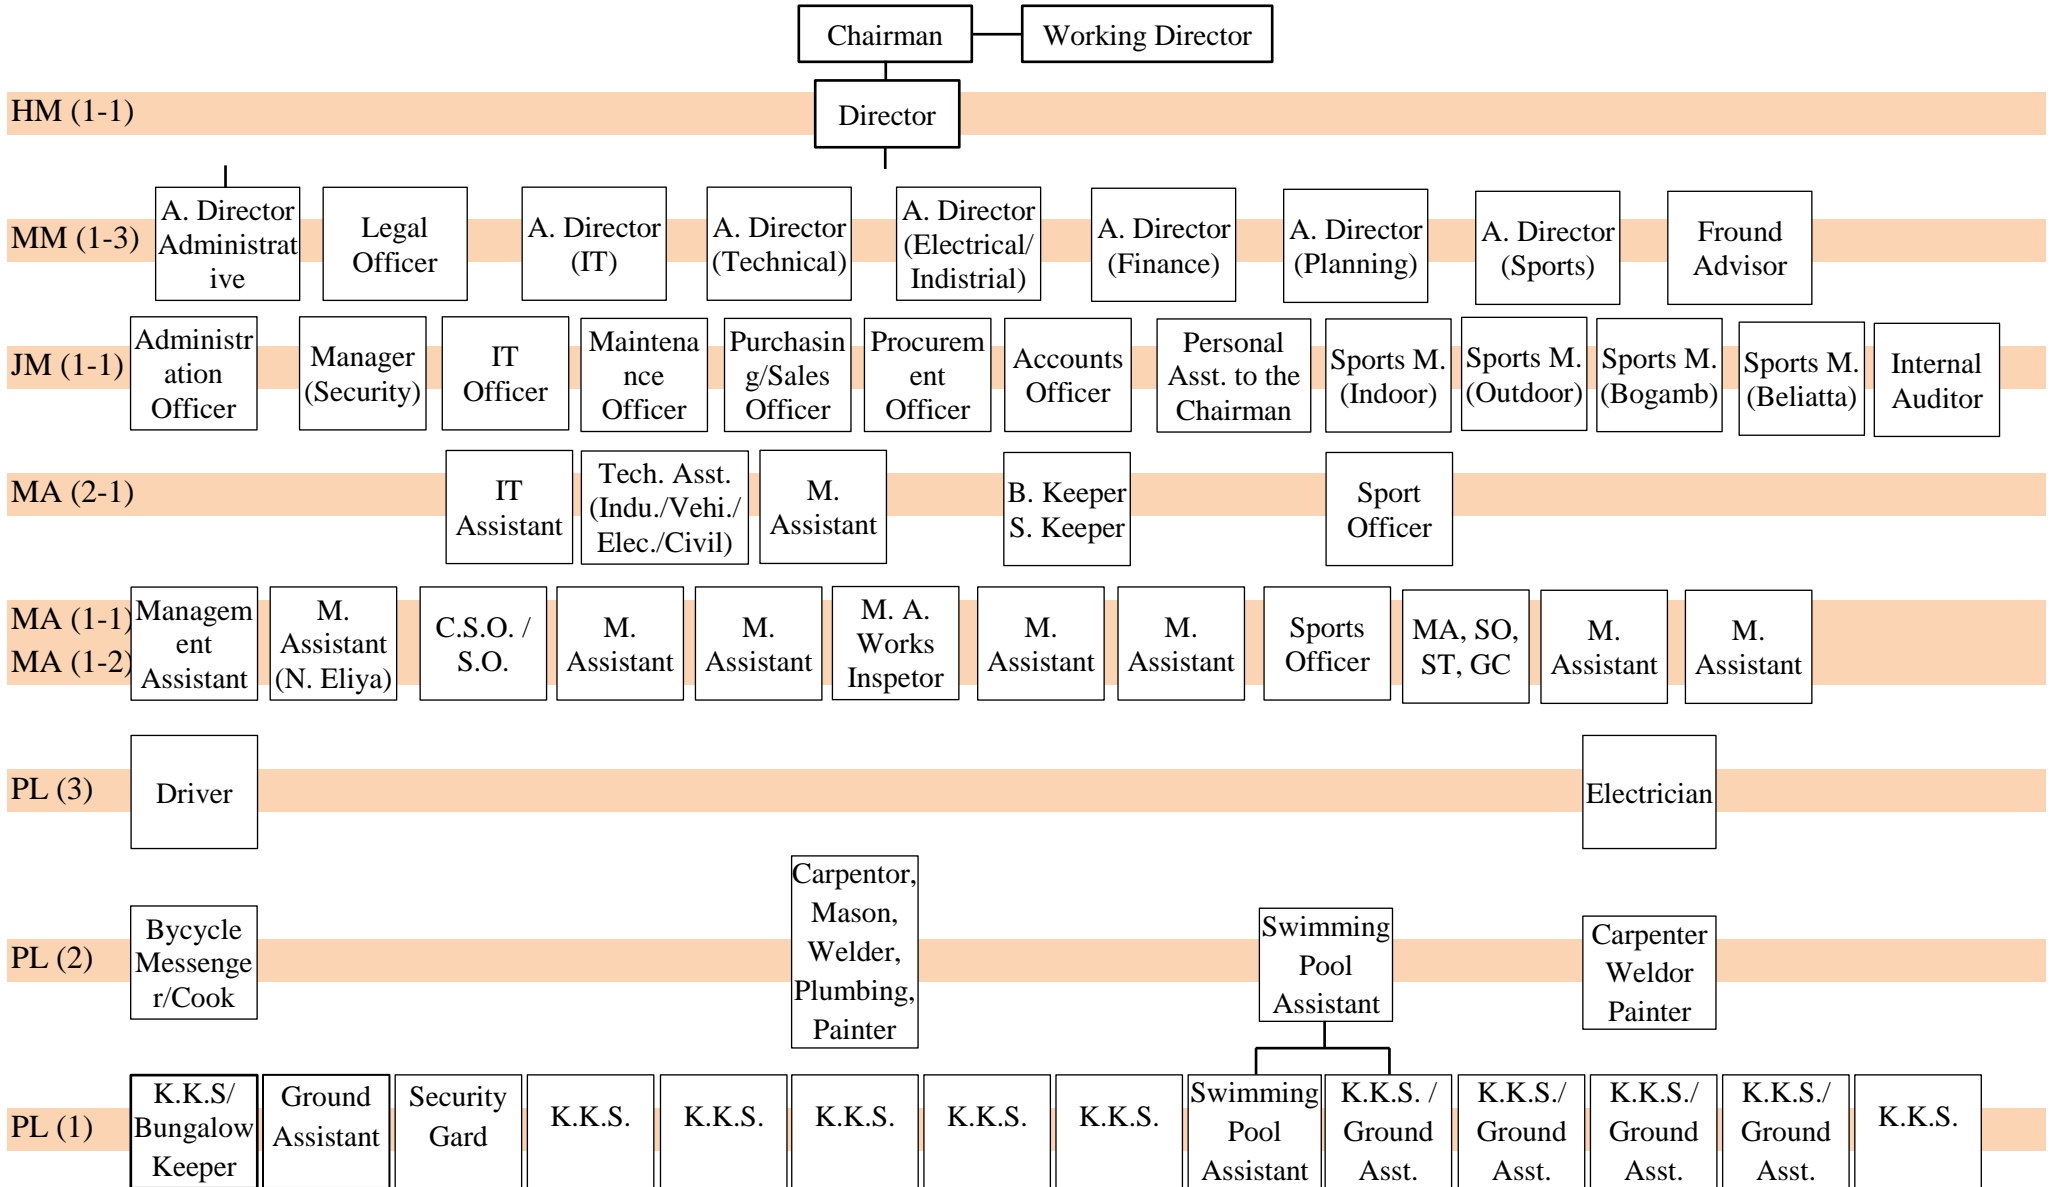 Chairman
Working Director
HM (1-1)
Director
MM (1-3)
A. Director
Administrat
ive
Legal
Officer
A. Director
(IT)
A. Director
(Technical)
A. Director
(Electrical/
Indistrial)
A. Director
(Finance)
A. Director
(Planning)
A. Director
(Sports)
Fround
Advisor
JM (1-1)
Administr
ation
Officer
Manager
(Security)
IT
Officer
Maintena
nce
Officer
Purchasin
g/Sales
Officer
Procurem
ent
Officer
Accounts
Officer
Personal
Asst. to the
Chairman
Sports M.
(Indoor)
Sports M.
(Outdoor)
Sports M.
(Bogamb)
Sports M.
(Beliatta)
Internal
Auditor
MA (2-1)
IT
Assistant
Tech. Asst.
(Indu./Vehi./
Elec./Civil)
M.
Assistant
B. Keeper
S. Keeper
Sport
Officer
MA (1-1)
MA (1-2)
Managem
ent
Assistant
M.
Assistant
(N. Eliya)
C.S.O. /
S.O.
M.
Assistant
M.
Assistant
M. A.
Works
Inspetor
M.
Assistant
M.
Assistant
Sports
Officer
MA, SO,
ST, GC
M.
Assistant
M.
Assistant
PL (3)
Driver
Electrician
PL (2)
Bycycle
Messenge
r/Cook
Carpentor,
Mason,
Welder,
Plumbing,
Painter
Swimming
Pool
Assistant
Carpenter
Weldor
Painter
PL (1)
K.K.S/
Bungalow
Keeper
Ground
Assistant
Security
Gard
K.K.S.
K.K.S.
K.K.S.
K.K.S.
K.K.S.
Swimming
Pool
Assistant
K.K.S. /
Ground
Asst.
K.K.S./
Ground
Asst.
K.K.S./
Ground
Asst.
K.K.S./
Ground
Asst.
K.K.S.